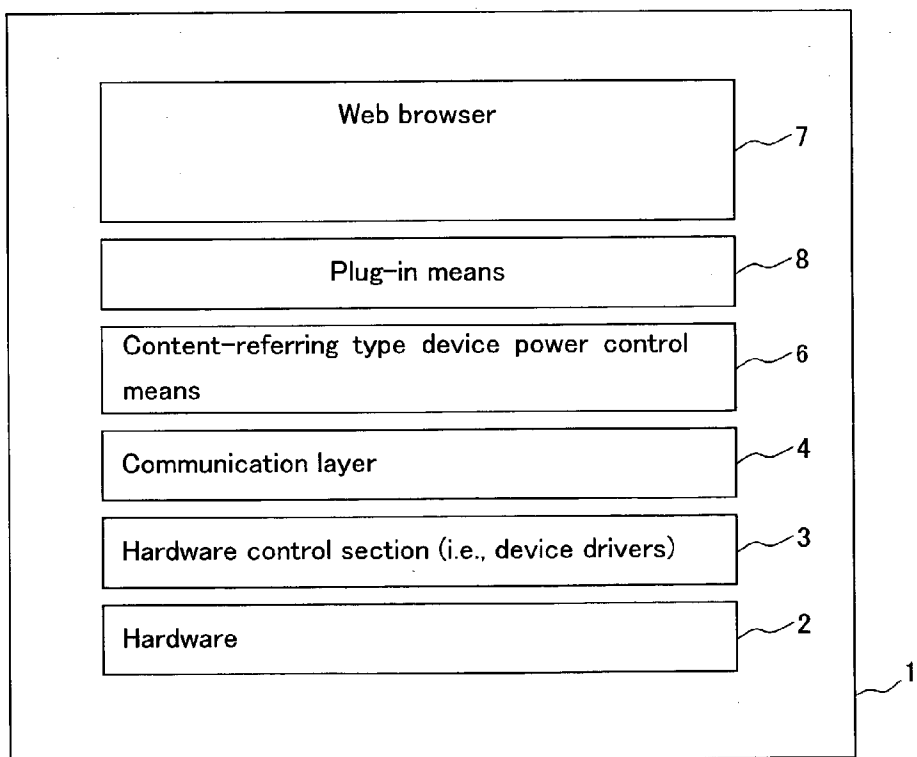 Web browser
7
Plug-in means
8
Content-referring type device power control
means
6
Communication layer
4
Hardware control section (i.e., device drivers)
3
Hardware
2
1